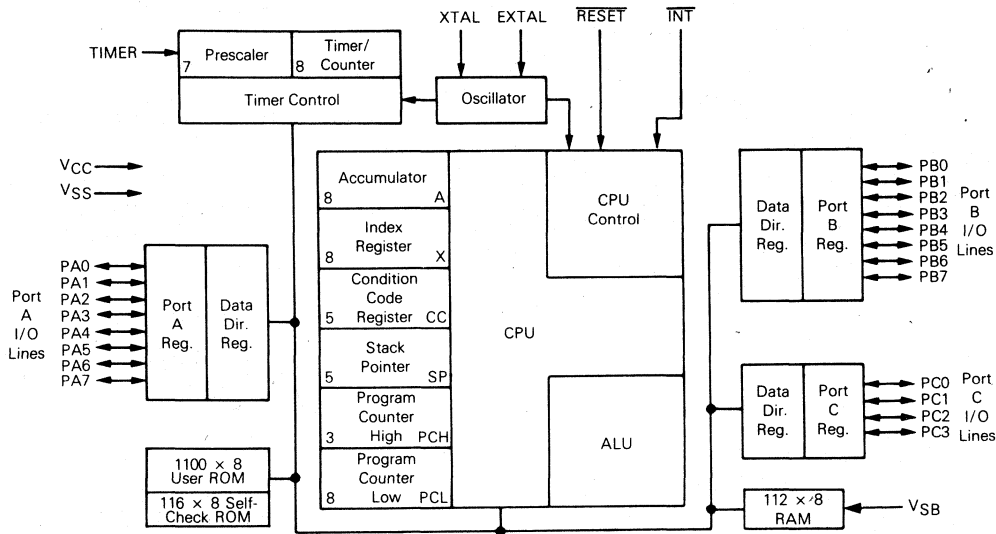 XTAL EXTAL RESET INT
TIMER
Prescaler
7
Timer/
Counter
8
Timer Control
Oscillator
VCC
VSS
Accumulator
8 A
Index
Register
8 X
Condition
Code
Register CC
5
Stack
Pointer
5 SP
Program
Counter
High PCH
3
Program
Counter
Low PCL
8
CPU
CPU
Control
ALU
Port
A
I/O
Lines
PA0
PA1
PA2
PA3
PA4
PA5
PA6
PA7
Port
A
Reg.
Data
Dir.
Reg.
1100 × 8
User ROM
116 × 8 Self-
Check ROM
Data
Dir.
Reg.
Port
B
Reg.
PB0
PB1
PB2
PB3
PB4
PB5
PB6
PB7
Port
B
I/O
Lines
Data
Dir.
Reg.
Port
C
Reg.
PC0
PC1
PC2
PC3
Port
C
I/O
Lines
112 × 8
RAM
VSB